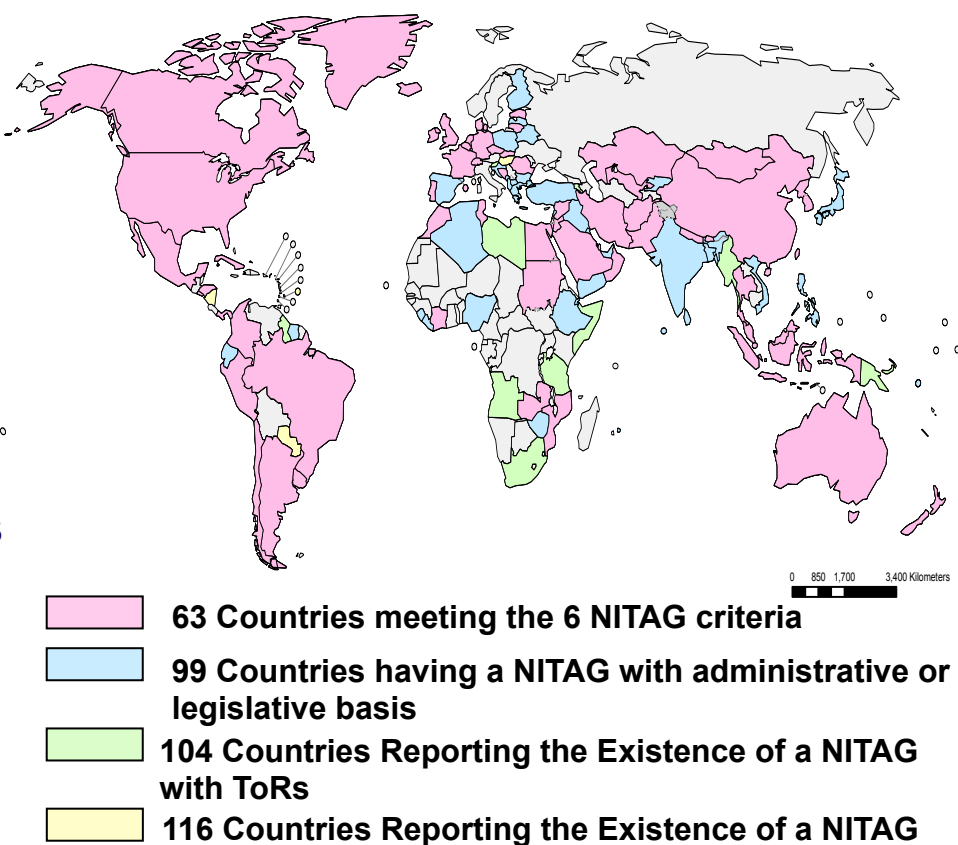 0 850 1,700 3,400 Kilometers
63 Countries meeting the 6 NITAG criteria
99 Countries having a NITAG with administrative or
legislative basis
104 Countries Reporting the Existence of a NITAG
with ToRs
116 Countries Reporting the Existence of a NITAG